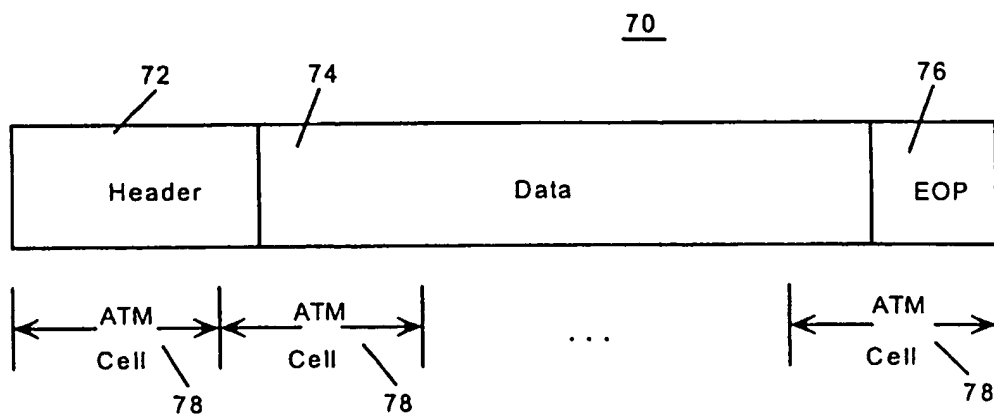 70
72
74
76
Header
Data
EOP
ATM
Cell
78
ATM
Cell
78
...
ATM
Cell
78